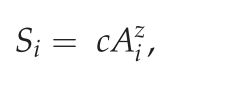 $S_i = cA_i^z,$